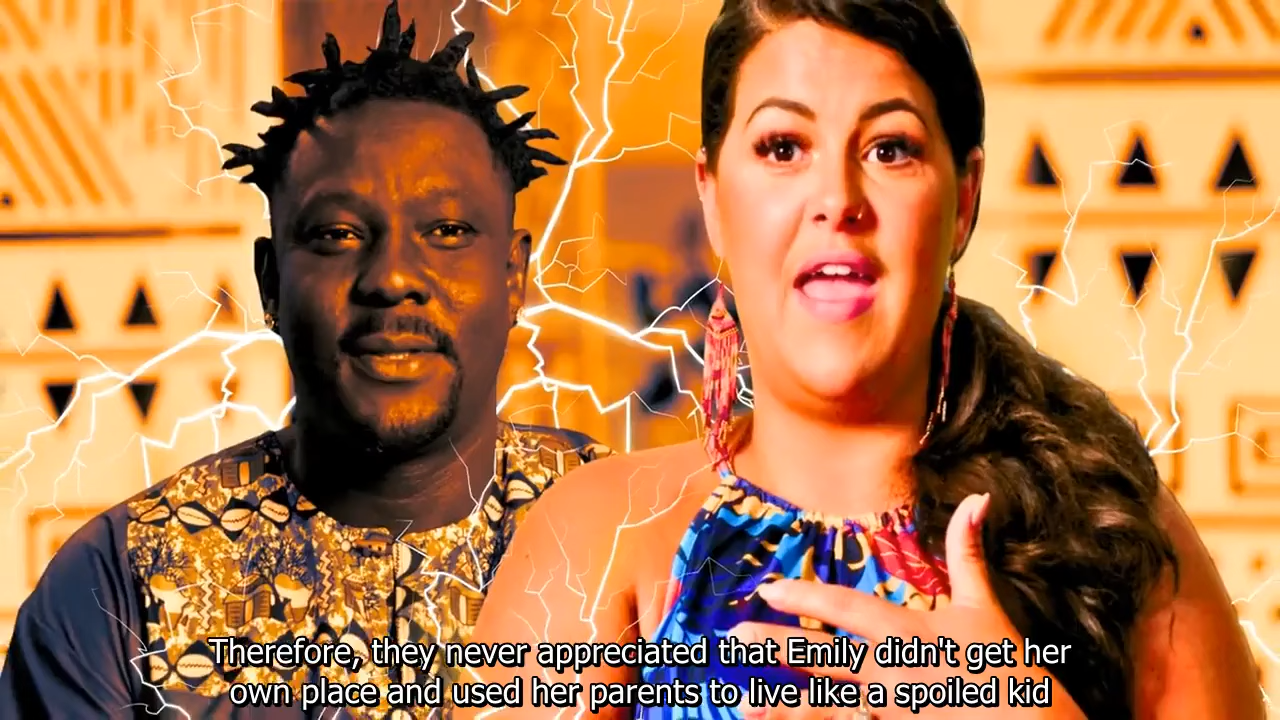 Therefore, they never appreciated that Emily didn't get her
own place and used her parents to live like a spoiled kid